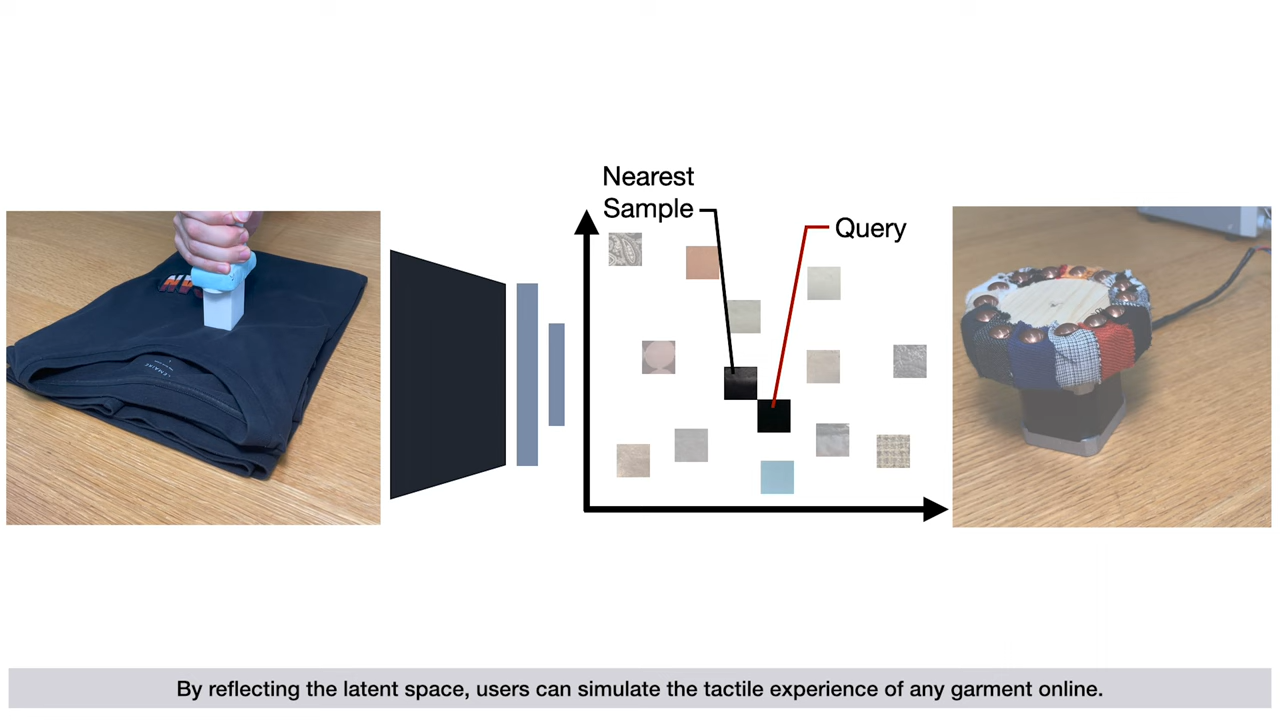 Nearest
Sample
Query
By reflecting the latent space, users can simulate the tactile experience of any garment online.